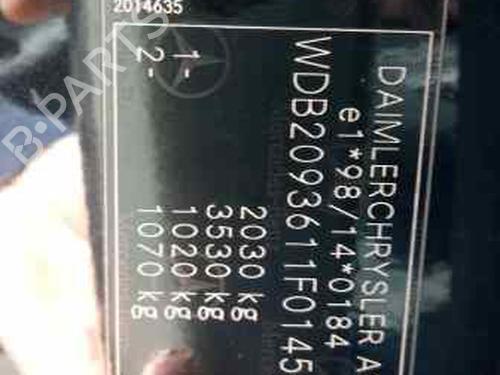 DAIMLERCHRYSLER A
e1*98/14*0184
WDB2093611F0145
2030 kg
3530 kg
1- 1020 kg
2- 1070 kg
2014635
B-PARTS